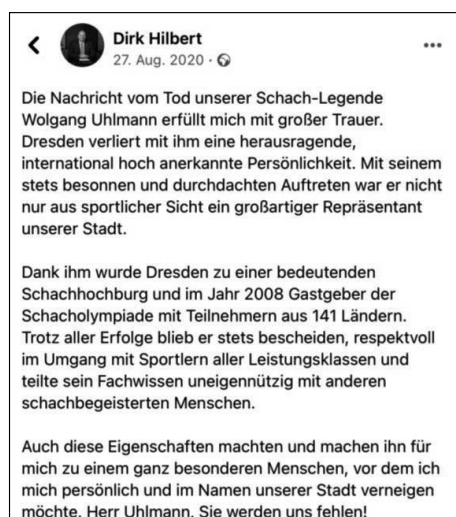 Dirk Hilbert
27. Aug. 2020 ·
Die Nachricht vom Tod unserer Schach-Legende
Wolgang Uhlmann erfüllt mich mit großer Trauer.
Dresden verliert mit ihm eine herausragende,
international hoch anerkannte Persönlichkeit. Mit seinem
stets besonnen und durchdachten Auftreten war er nicht
nur aus sportlicher Sicht ein großartiger Repräsentant
unserer Stadt.
Dank ihm wurde Dresden zu einer bedeutenden
Schachhochburg und im Jahr 2008 Gastgeber der
Schacholympiade mit Teilnehmern aus 141 Ländern.
Trotz aller Erfolge blieb er stets bescheiden, respektvoll
im Umgang mit Sportlern aller Leistungsklassen und
teilte sein Fachwissen uneigennützig mit anderen
schachbegeisterten Menschen.
Auch diese Eigenschaften machten und machen ihn für
mich zu einem ganz besonderen Menschen, vor dem ich
mich persönlich und im Namen unserer Stadt verneigen
möchte. Herr Uhlmann, Sie werden uns fehlen!